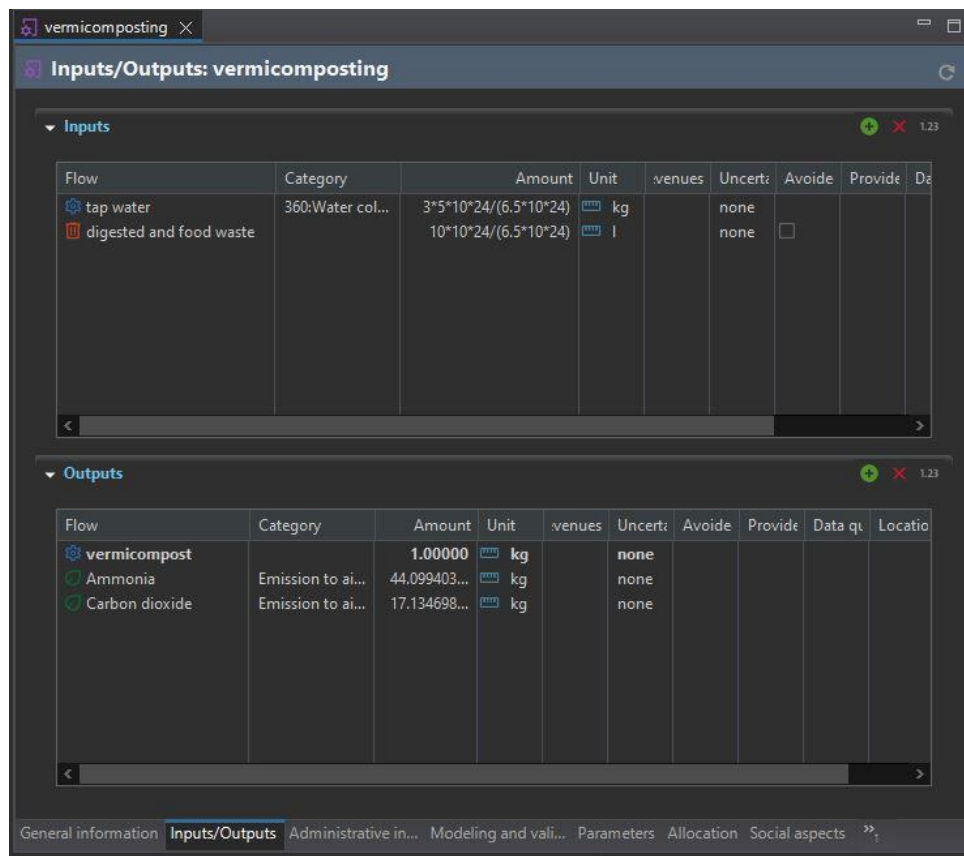 vermicomposting
Inputs/Outputs: vermicomposting
Inputs
1.23
Flow Category Amount Unit :venues Uncerta Avoide Provide Da
tap water 360:Water col... 3*5*10*24/(6.5*10*24) kg none
digested and food waste 10*10*24/(6.5*10*24) l none
Outputs
1.23
Flow Category Amount Unit :venues Uncerta Avoide Provide Data qu Locatio
vermicompost 1.00000 kg none
Ammonia Emission to ai... 44.099403... kg none
Carbon dioxide Emission to ai... 17.134698... kg none
General information Inputs/Outputs Administrative in... Modeling and vali... Parameters Allocation Social aspects »1